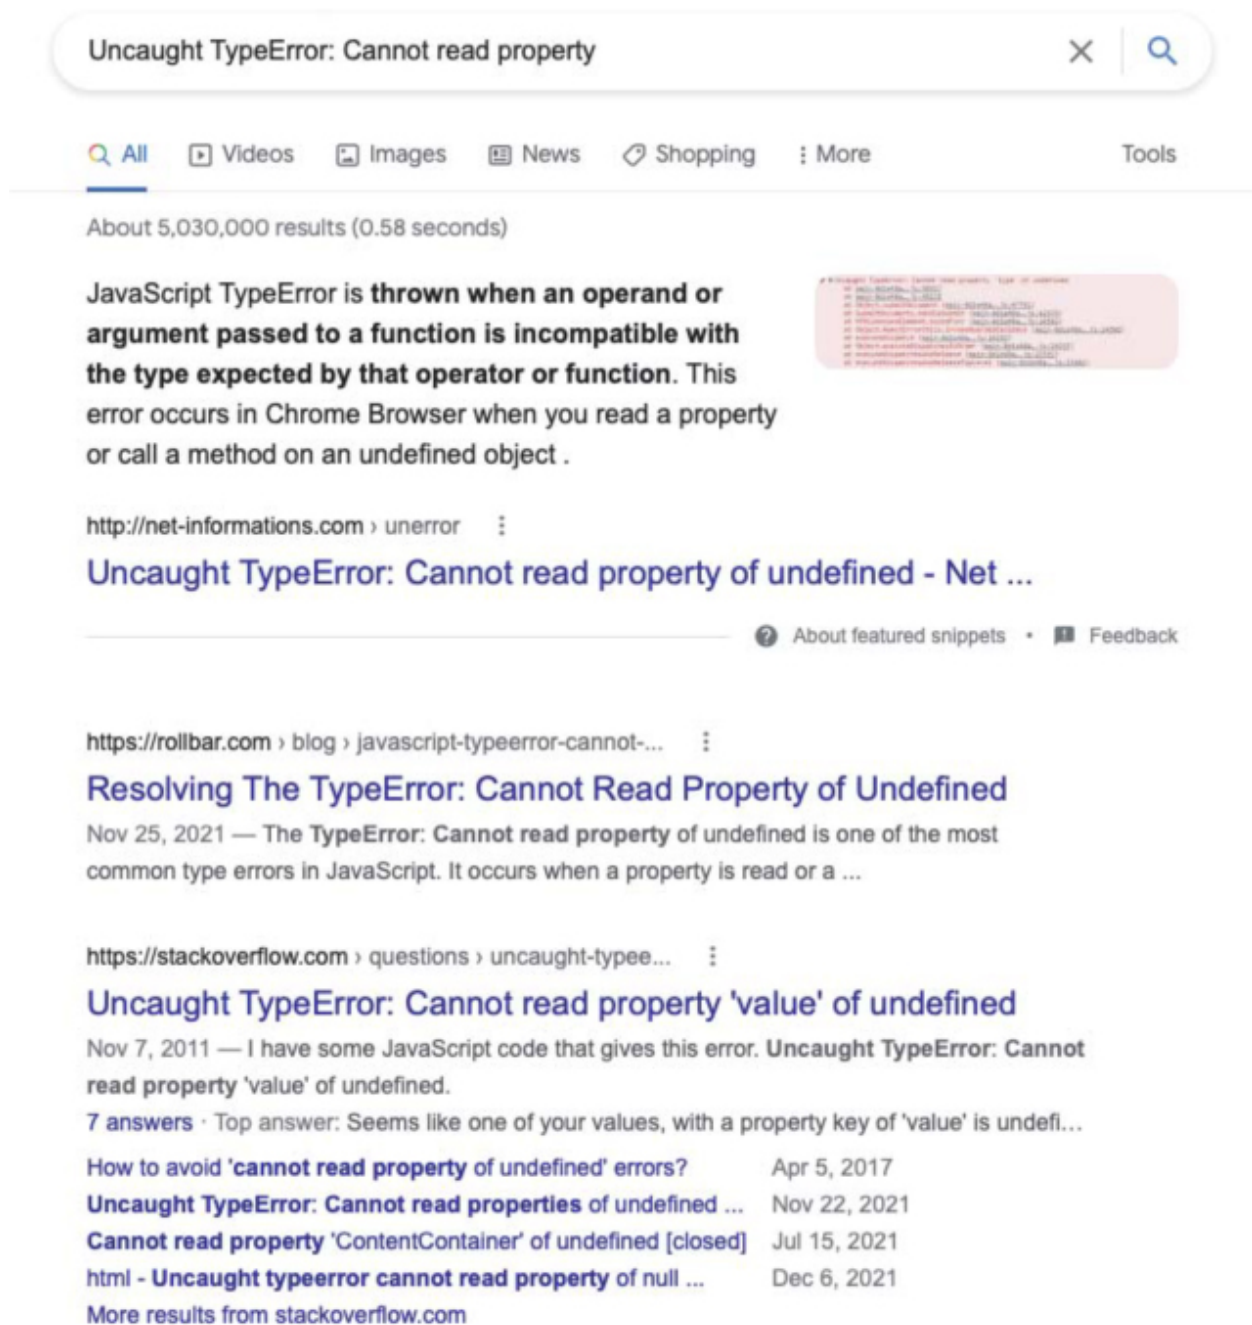 Uncaught TypeError: Cannot read property
All Videos Images News Shopping More Tools
About 5,030,000 results (0.58 seconds)
JavaScript TypeError is thrown when an operand or
argument passed to a function is incompatible with
the type expected by that operator or function. This
error occurs in Chrome Browser when you read a property
or call a method on an undefined object .
http://net-informations.com › unerror
Uncaught TypeError: Cannot read property of undefined - Net ...
About featured snippets • Feedback
https://rollbar.com › blog › javascript-typeerror-cannot-...
Resolving The TypeError: Cannot Read Property of Undefined
Nov 25, 2021 — The TypeError: Cannot read property of undefined is one of the most
common type errors in JavaScript. It occurs when a property is read or a ...
https://stackoverflow.com › questions › uncaught-typee...
Uncaught TypeError: Cannot read property 'value' of undefined
Nov 7, 2011 — I have some JavaScript code that gives this error. Uncaught TypeError: Cannot
read property 'value' of undefined.
7 answers · Top answer: Seems like one of your values, with a property key of 'value' is undefi...
How to avoid 'cannot read property of undefined' errors? Apr 5, 2017
Uncaught TypeError: Cannot read properties of undefined ... Nov 22, 2021
Cannot read property 'ContentContainer' of undefined [closed] Jul 15, 2021
html - Uncaught typeerror cannot read property of null ... Dec 6, 2021
More results from stackoverflow.com